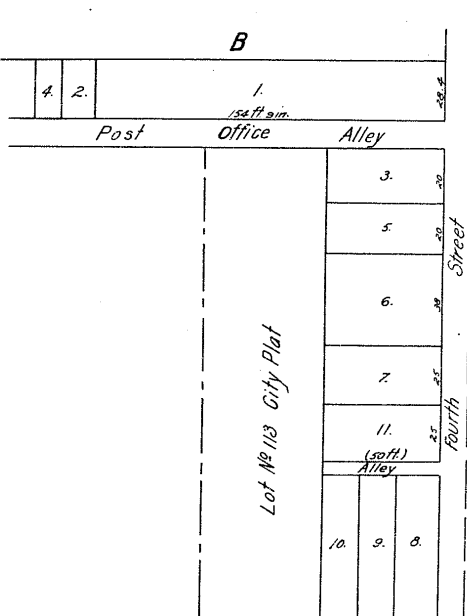 B
4. 2. 1. 28.4
154 ft 9 in.
Post Office Alley
3. 20
5. 20
6. 38
7. 25
11. 25
(50 ft.)
Alley
10. 9. 8.
Lot № 113 City Plat
Fourth Street